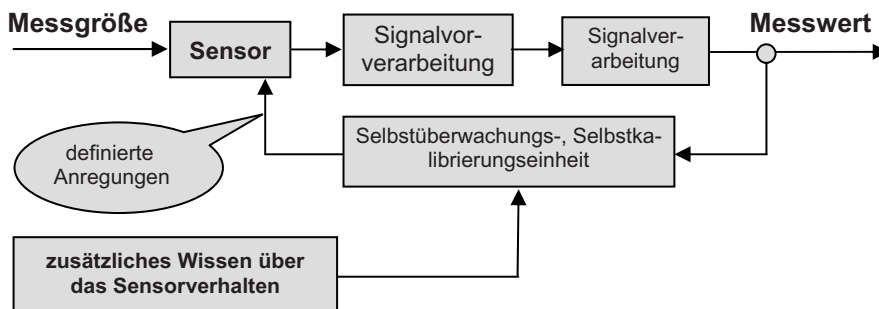 Messgröße
Sensor
Signalvor-
verarbeitung
Signalver-
arbeitung
Messwert
definierte
Anregungen
Selbstüberwachungs-, Selbstka-
librierungseinheit
zusätzliches Wissen über
das Sensorverhalten